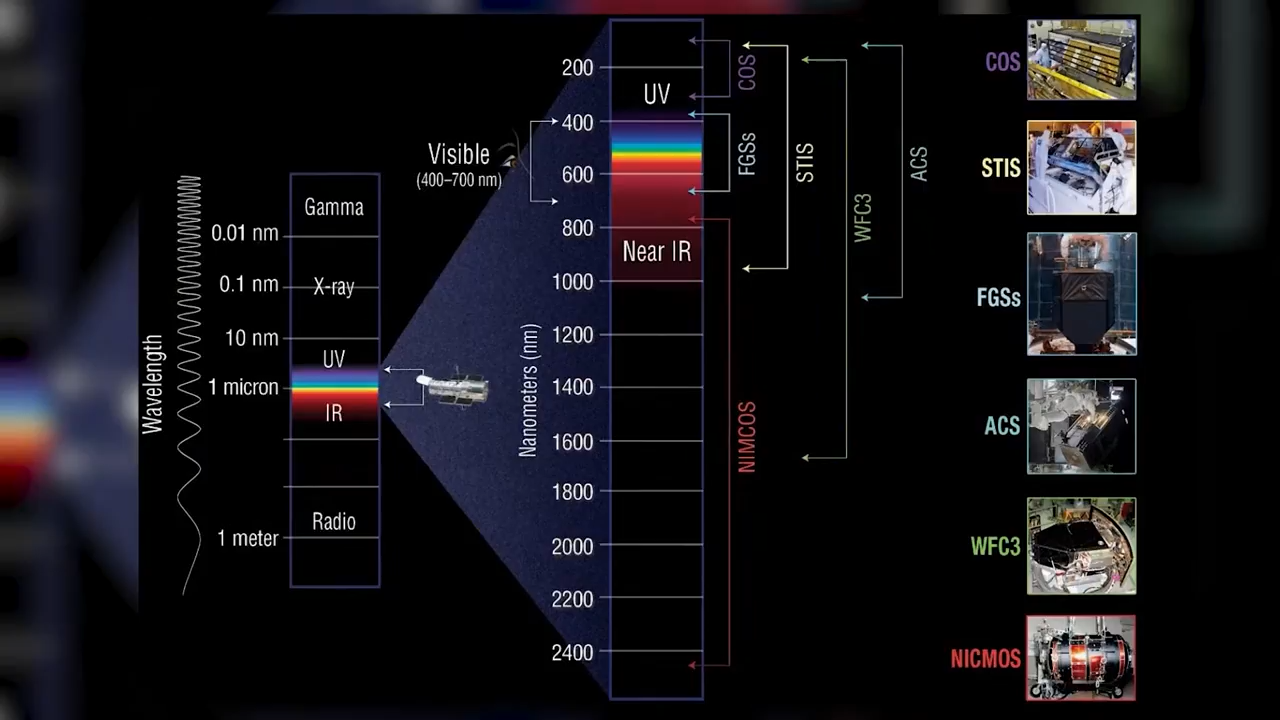 Wavelength
0.01 nm
0.1 nm
10 nm
1 micron
1 meter
Gamma
X-ray
UV
IR
Radio
Visible
(400–700 nm)
Nanometers (nm)
200
400
600
800
1000
1200
1400
1600
1800
2000
2200
2400
UV
Near IR
COS
FGSs
NIMCOS
STIS
WFC3
ACS
COS
STIS
FGSs
ACS
WFC3
NICMOS